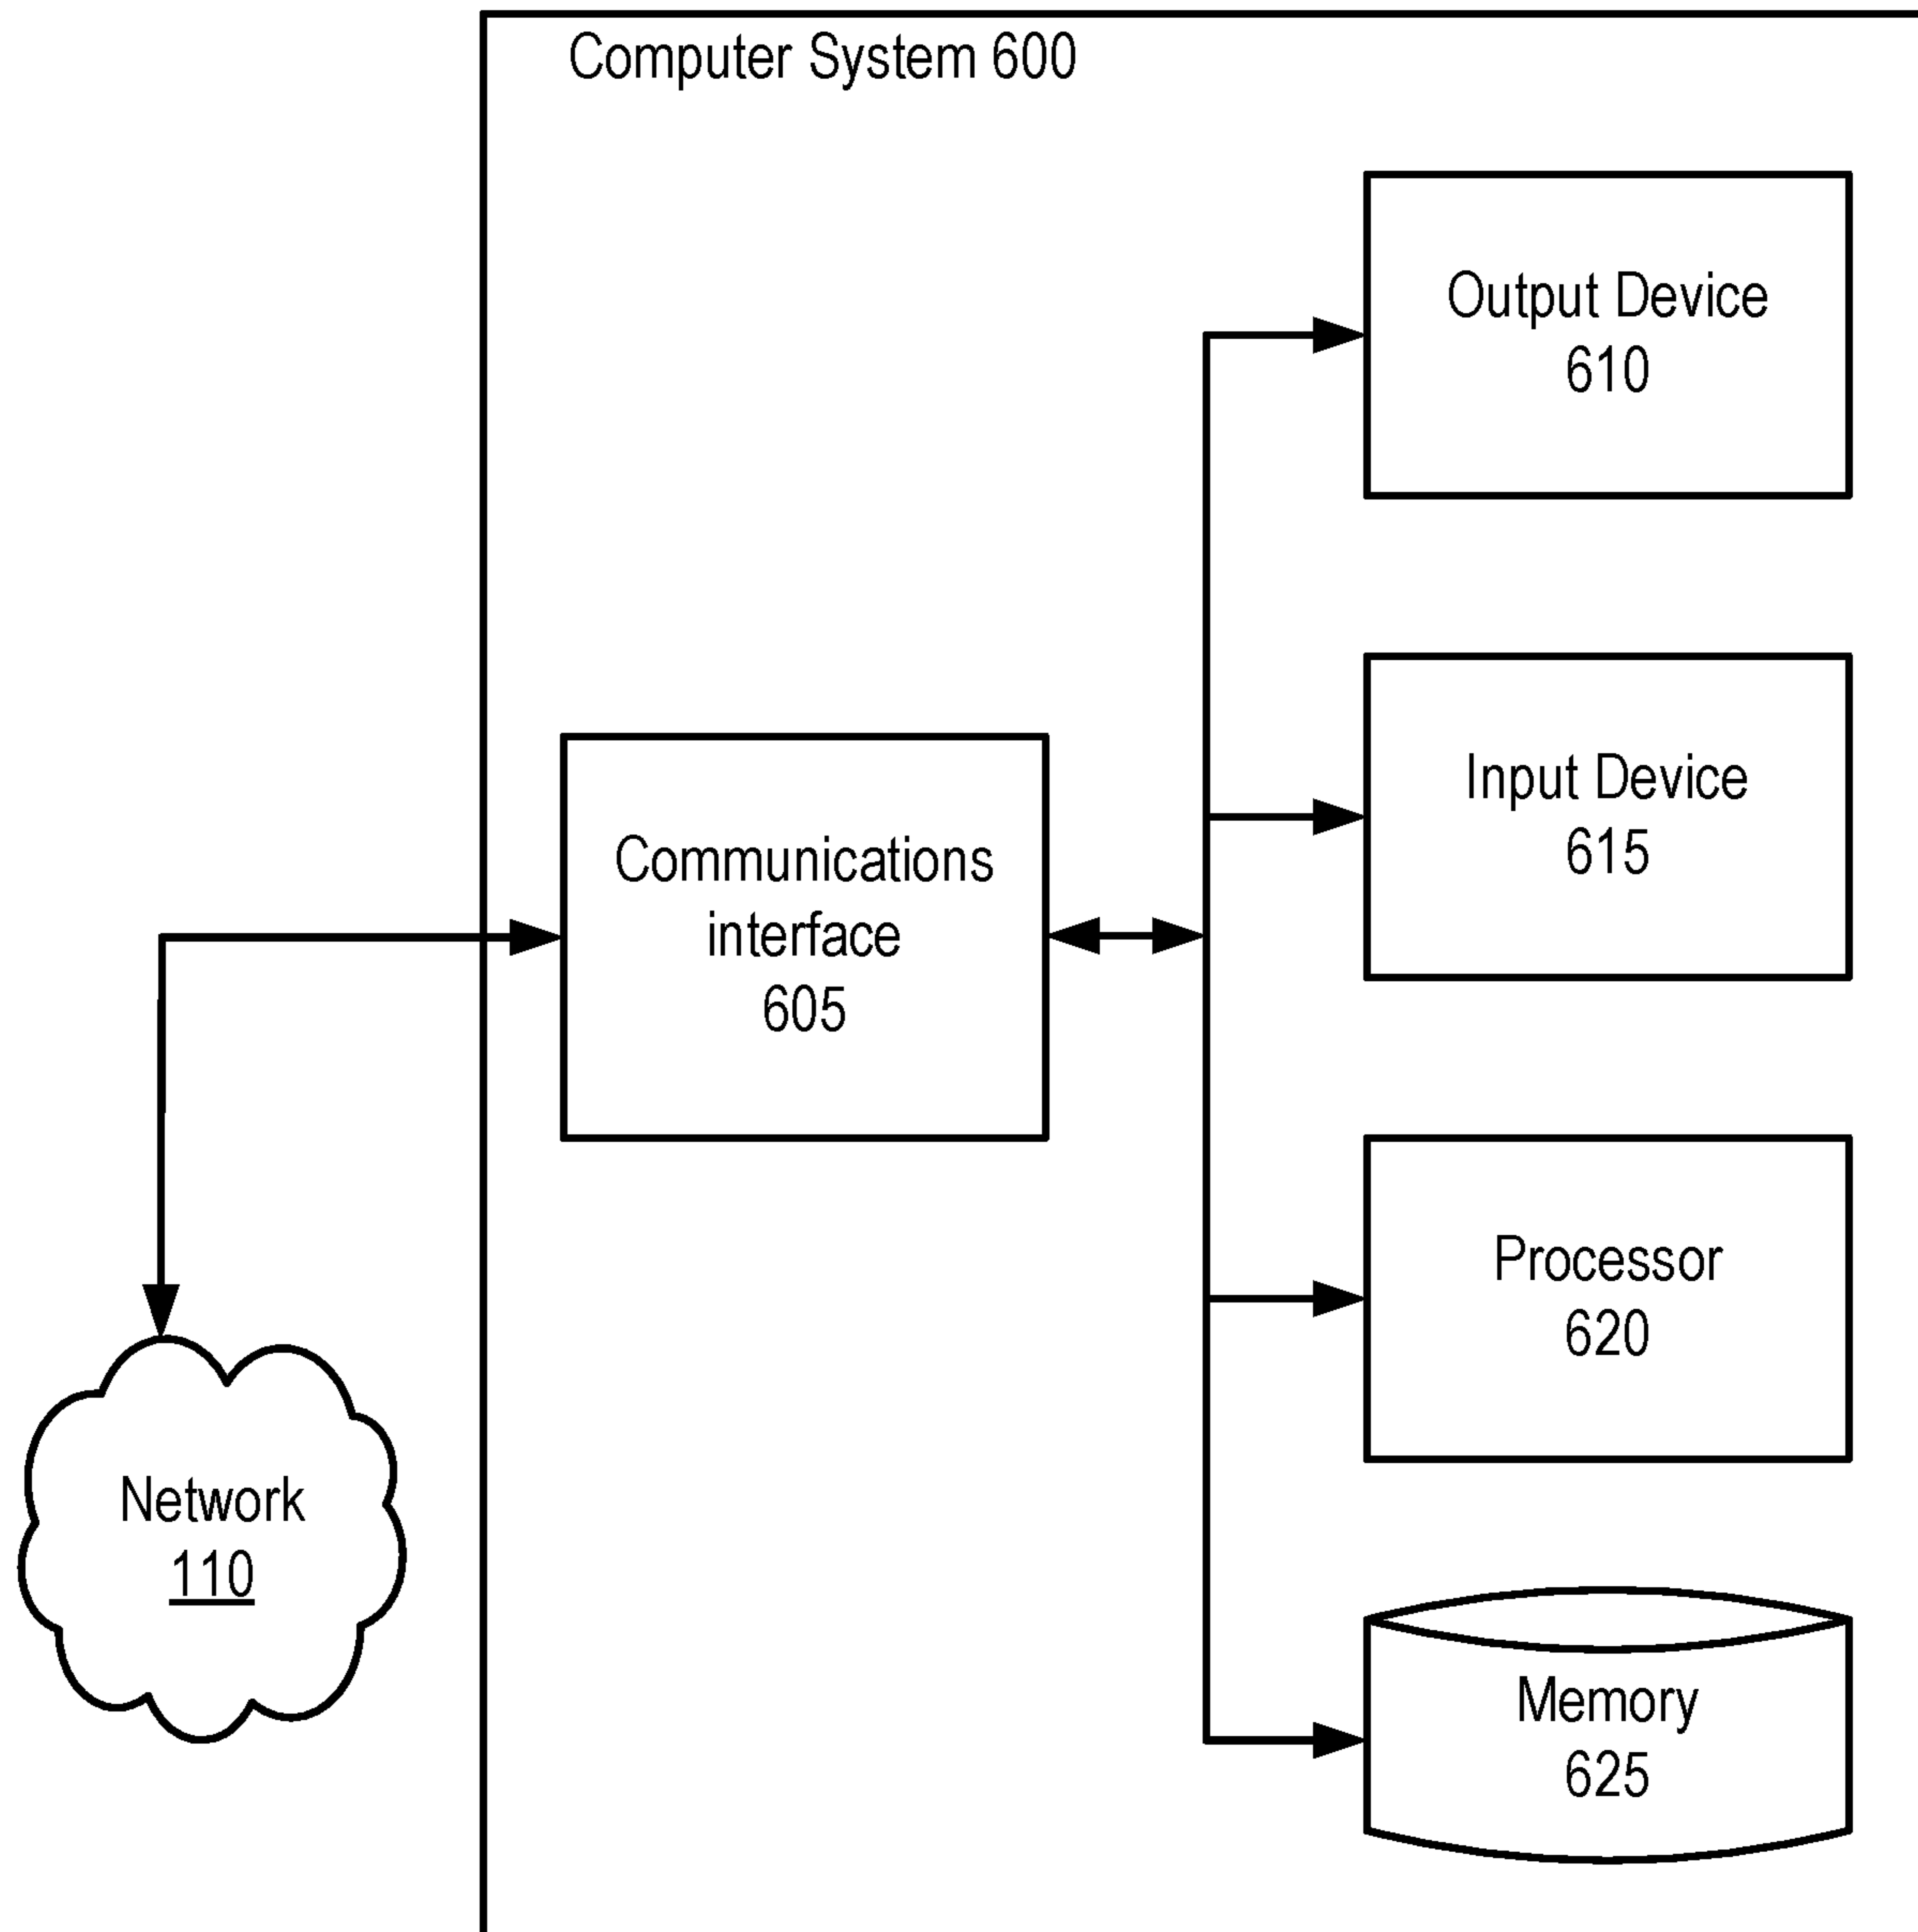 Computer System 600
Output Device
610
Input Device
615
Communications
interface
605
Processor
620
Network
110
Memory
625